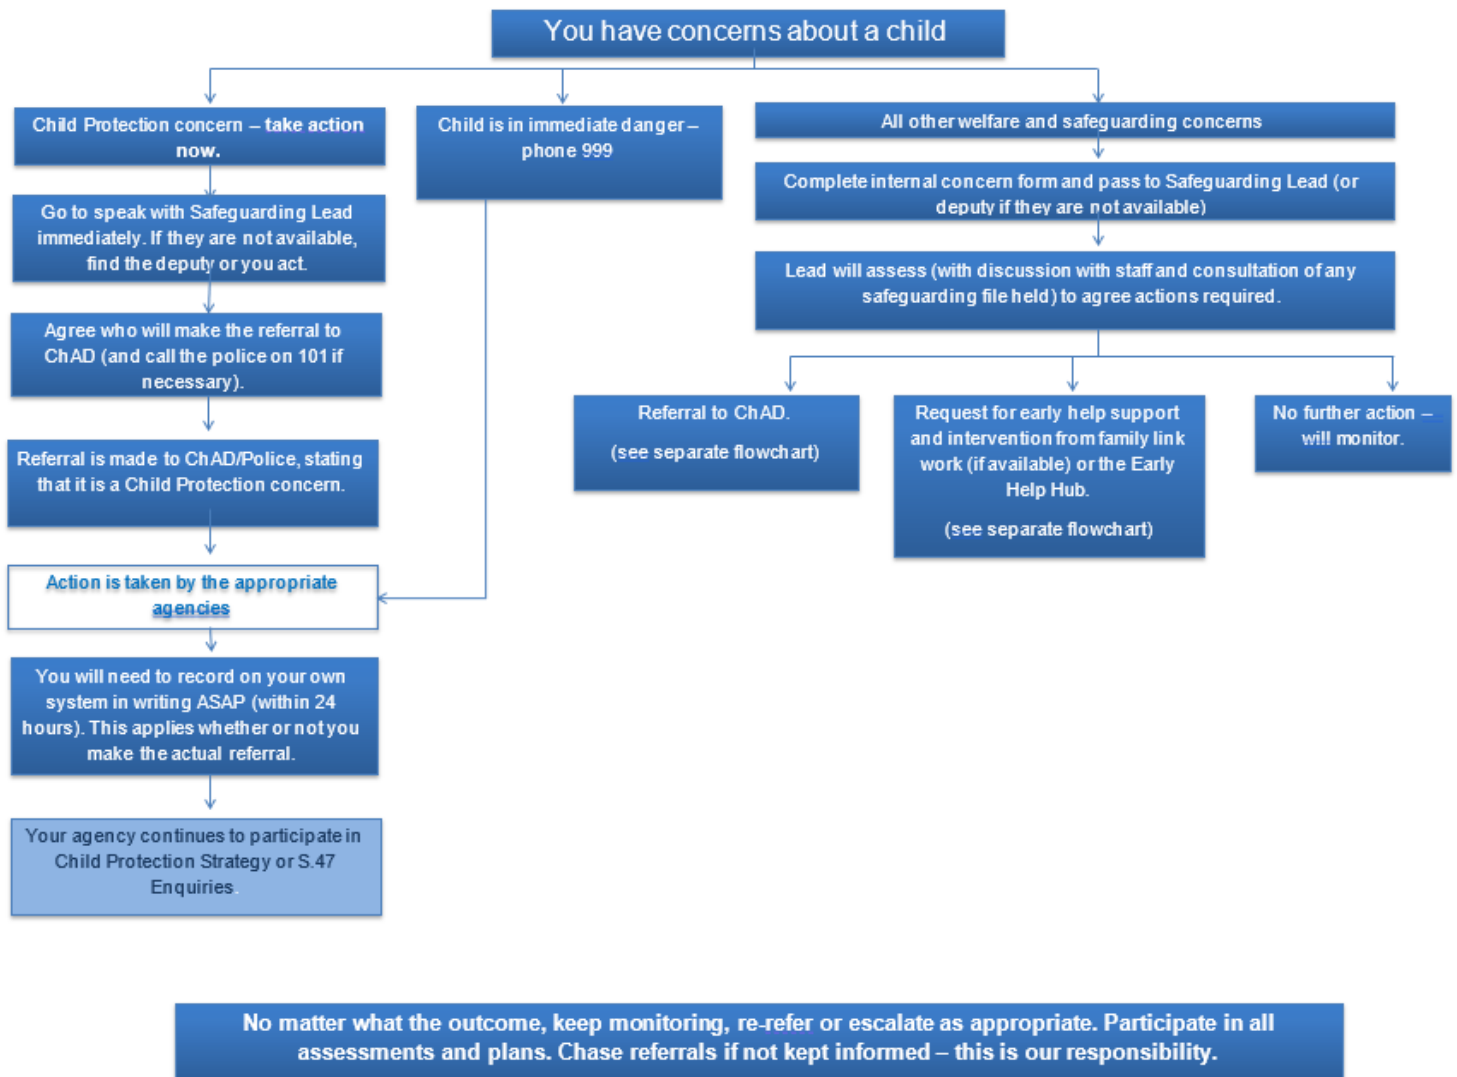 You have concerns about a child
Child Protection concern – take action
now.
Go to speak with Safeguarding Lead
immediately. If they are not available,
find the deputy or you act.
Agree who will make the referral to
ChAD (and call the police on 101 if
necessary).
Referral is made to ChAD/Police, stating
that it is a Child Protection concern.
Action is taken by the appropriate
agencies
You will need to record on your own
system in writing ASAP (within 24
hours). This applies whether or not you
make the actual referral.
Your agency continues to participate in
Child Protection Strategy or S.47
Enquiries.
Child is in immediate danger –
phone 999
All other welfare and safeguarding concerns
Complete internal concern form and pass to Safeguarding Lead (or
deputy if they are not available)
Lead will assess (with discussion with staff and consultation of any
safeguarding file held) to agree actions required.
Referral to ChAD.
(see separate flowchart)
Request for early help support
and intervention from family link
work (if available) or the Early
Help Hub.
(see separate flowchart)
No further action –
will monitor.
No matter what the outcome, keep monitoring, re-refer or escalate as appropriate. Participate in all
assessments and plans. Chase referrals if not kept informed – this is our responsibility.